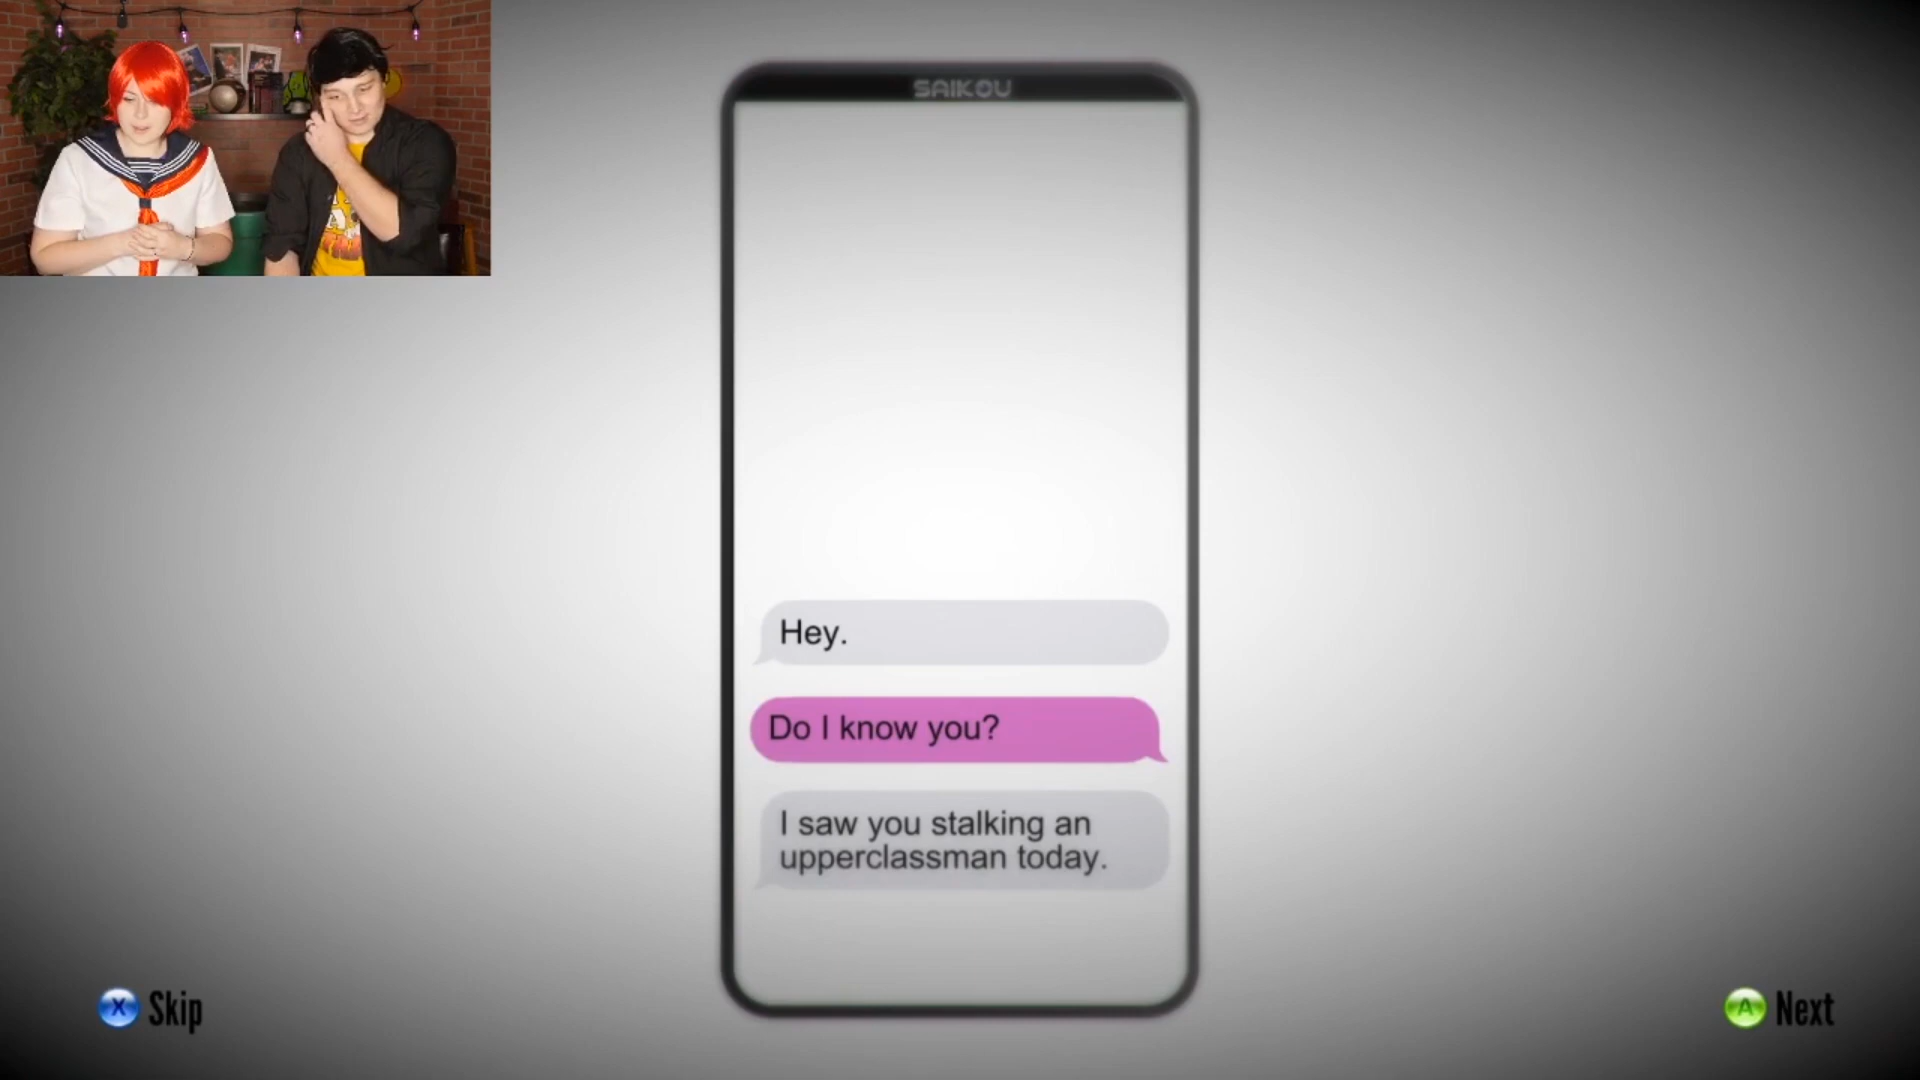 SAIKOU
Hey.
Do I know you?
I saw you stalking an
upperclassman today.
X Skip
A Next